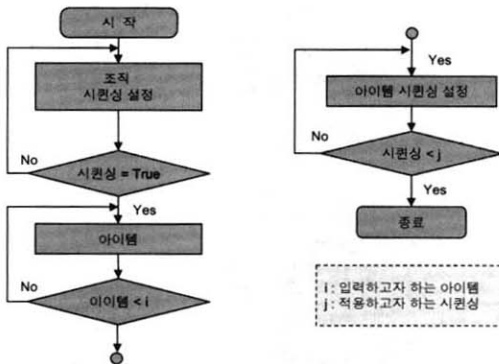 시 작
조직
시퀀싱 설정
No
시퀀싱 = True
Yes
아이템
No
이이템 < i
Yes
아이템 시퀀싱 설정
No
시퀀싱 < j
Yes
종료
i : 입력하고자 하는 아이템
j : 적용하고자 하는 시퀀싱